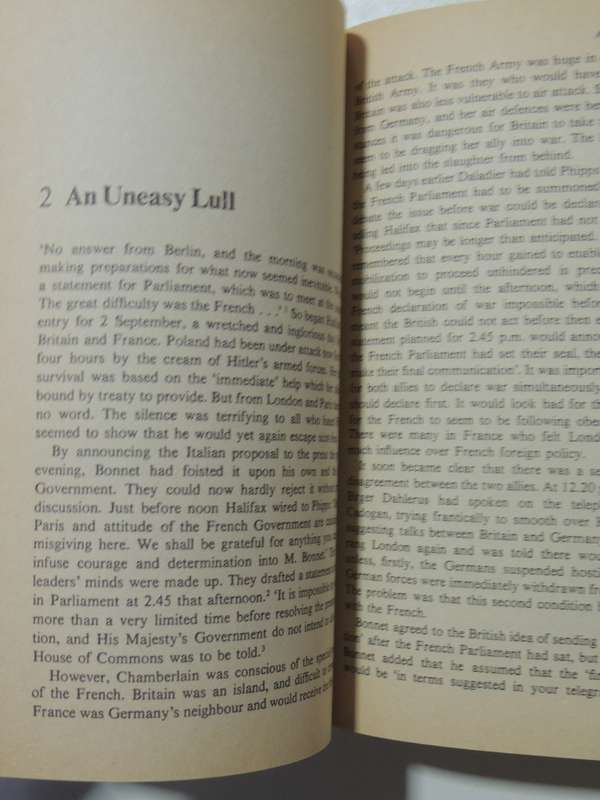 2 An Uneasy Lull
'No answer from Berlin, and the morning was
making preparations for what now seemed inevitable.
a statement for Parliament, which was to meet at the
The great difficulty was the French . . .'¹ So began
entry for 2 September, a wretched and inglorious
Britain and France. Poland had been under attack now
four hours by the cream of Hitler's armed forces.
survival was based on the 'immediate' help which
bound by treaty to provide. But from London and Paris
no word. The silence was terrifying to all who
seemed to show that he would yet again escape
By announcing the Italian proposal to the press
evening, Bonnet had foisted it upon his own and
Government. They could now hardly reject it without
discussion. Just before noon Halifax wired to Phipps:
Paris and attitude of the French Government are
misgiving here. We shall be grateful for anything you
infuse courage and determination into M. Bonnet.'
leaders' minds were made up. They drafted a statement
in Parliament at 2.45 that afternoon.² 'It is impossible
more than a very limited time before resolving the
tion, and His Majesty's Government do not intend to
House of Commons was to be told.³
However, Chamberlain was conscious of the special
of the French. Britain was an island, and difficult to
France was Germany's neighbour and would receive the
of the attack. The French Army was huge in
British Army. It was they who would have
Britain was also less vulnerable to air attack.
from Germany, and her air defences were
it was dangerous for Britain to take
seem to be dragging her ally into war. The
being led into the slaughter from behind.
A few days earlier Daladier had told Phipps
the French Parliament had to be summoned
debate the issue before war could be declared
Halifax that since Parliament had not
Proceedings may be longer than anticipated.
remembered that every hour gained to enable
mobilization to proceed unhindered is
would not begin until the afternoon, which
French declaration of war impossible before
meant the British could not act before then
statement planned for 2.45 p.m. would
the French Parliament had set their seal, the
make their final communication'. It was
for both allies to declare war simultaneously
should declare first. It would look bad for
for the French to seem to be following
There were many in France who felt
much influence over French foreign policy.
It soon became clear that there was a
disagreement between the two allies. At 12.20
Birger Dahlerus had spoken on the
Cadogan, trying frantically to smooth over
suggesting talks between Britain and Germany
rang London again and was told there
unless, firstly, the Germans suspended
German forces were immediately withdrawn
The problem was that this second condition
with the French.
Bonnet agreed to the British idea of sending
tion' after the French Parliament had sat, but
Bonnet added that he assumed that the
would be 'in terms suggested in your